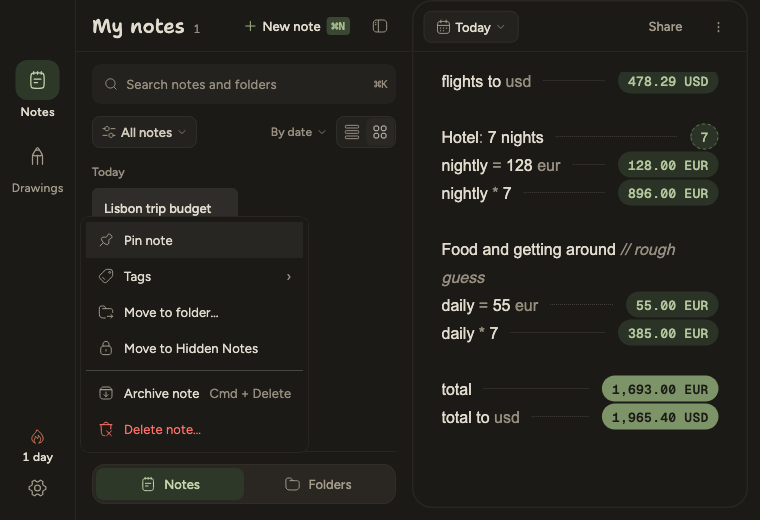 My notes 1
+ New note ⌘N
Search notes and folders ⌘K
All notes
By date
Today
Lisbon trip budget
Pin note
Tags
Move to folder...
Move to Hidden Notes
Archive note Cmd + Delete
Delete note...
Notes
Folders
Notes
Drawings
1 day
Today
Share
flights to usd 478.29 USD
Hotel: 7 nights 7
nightly = 128 eur 128.00 EUR
nightly * 7 896.00 EUR
Food and getting around // rough
guess
daily = 55 eur 55.00 EUR
daily * 7 385.00 EUR
total 1,693.00 EUR
total to usd 1,965.40 USD